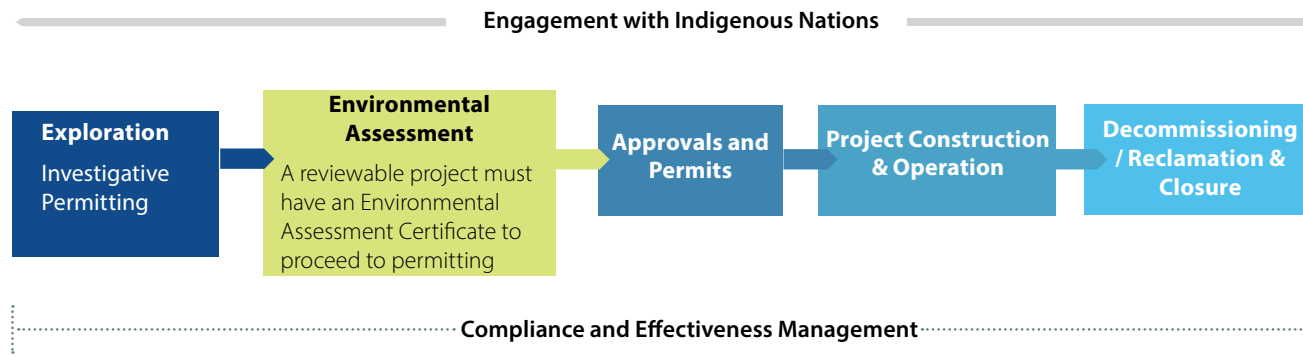 Engagement with Indigenous Nations
Exploration
Investigative
Permitting
Environmental
Assessment
A reviewable project must
have an Environmental
Assessment Certificate to
proceed to permitting
Approvals and
Permits
Project Construction
& Operation
Decommissioning
/ Reclamation &
Closure
Compliance and Effectiveness Management